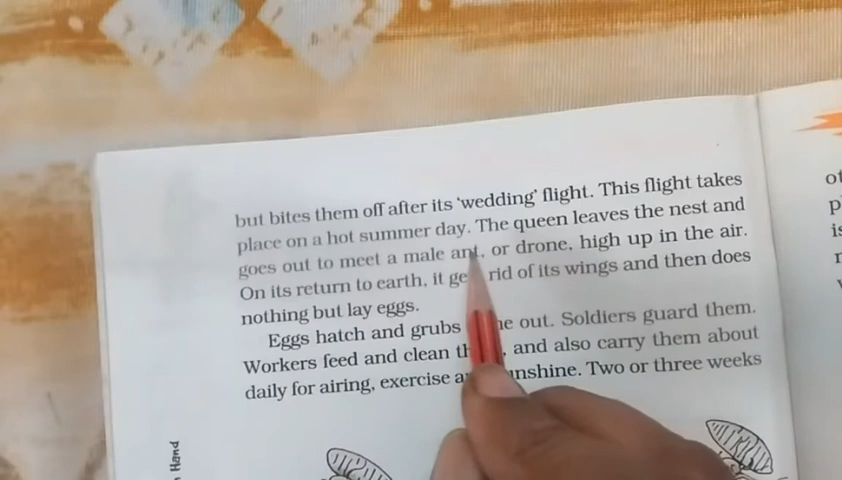 but bites them off after its ‘wedding’ flight. This flight takes
place on a hot summer day. The queen leaves the nest and
goes out to meet a male ant, or drone, high up in the air.
On its return to earth, it rid of its wings and then does
nothing but lay eggs.
Eggs hatch and grubs out. Soldiers guard them.
Workers feed and clean and also carry them about
daily for airing, exercise Two or three weeks
Hand